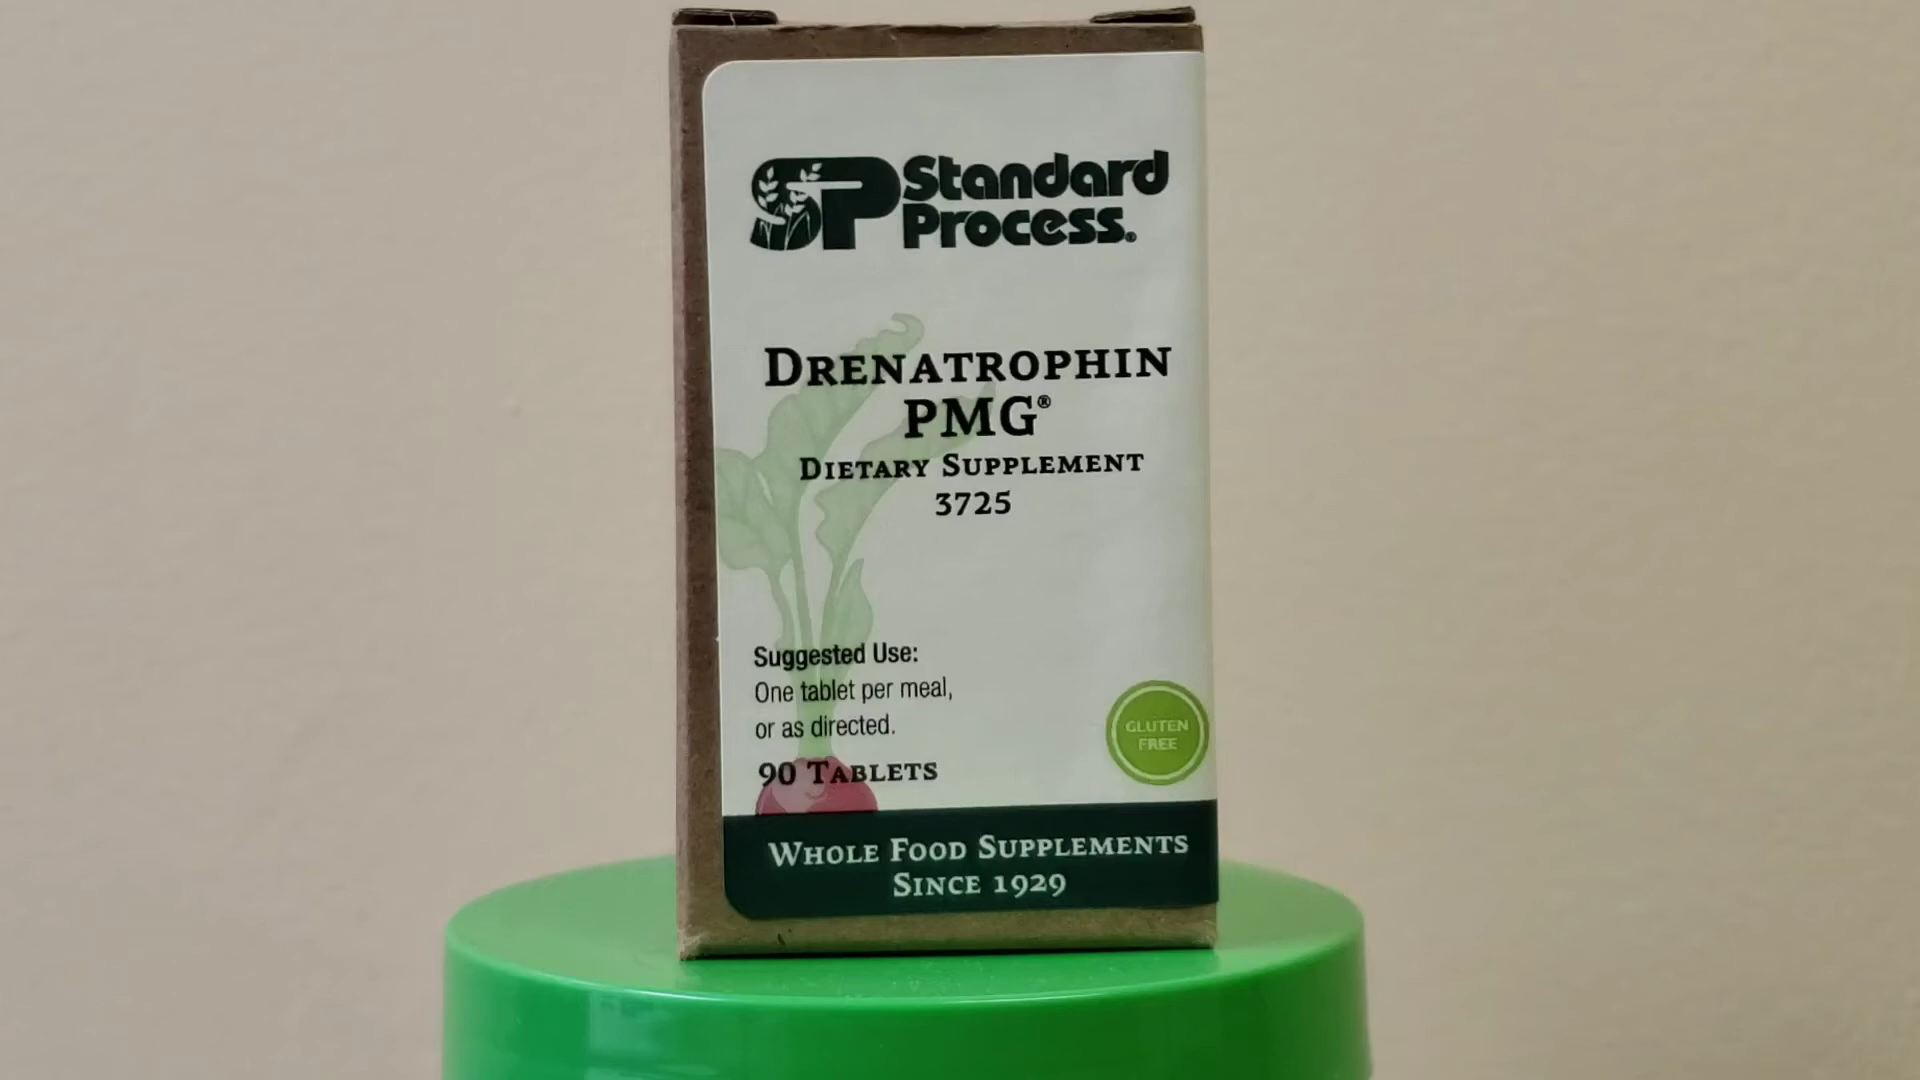 SP Standard
Process®
DRENATROPHIN
PMG®
DIETARY SUPPLEMENT
3725
Suggested Use:
One tablet per meal,
or as directed.
90 TABLETS
GLUTEN
FREE
WHOLE FOOD SUPPLEMENTS
SINCE 1929